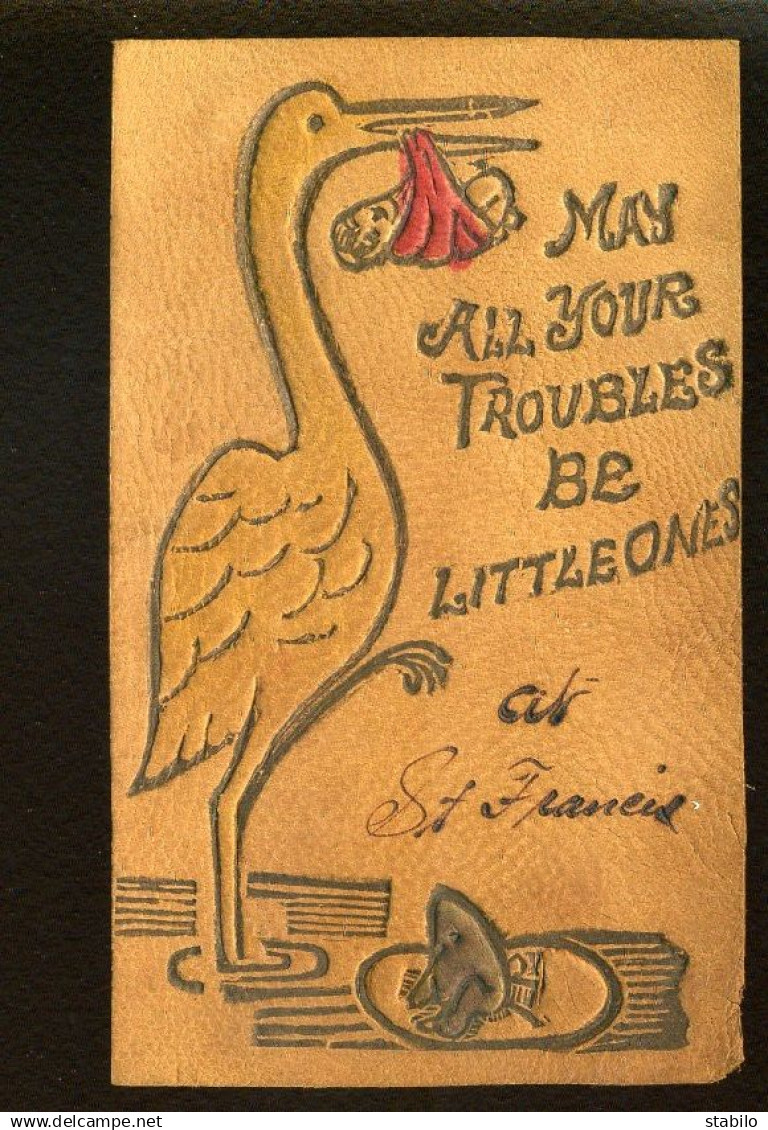 MAY
ALL YOUR
TROUBLES
BE
LITTLE ONES
at
St Francis
www.delcampe.net
stabilo